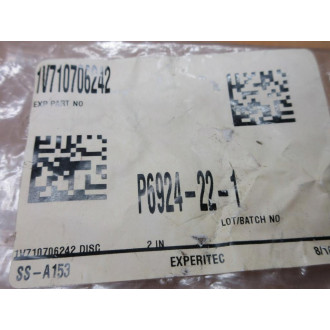 1V710706242
EXP PART NO
P6924-22-1
LOT/BATCH NO
1V710706242 DISC 2 IN
SS-A153 EXPERITEC